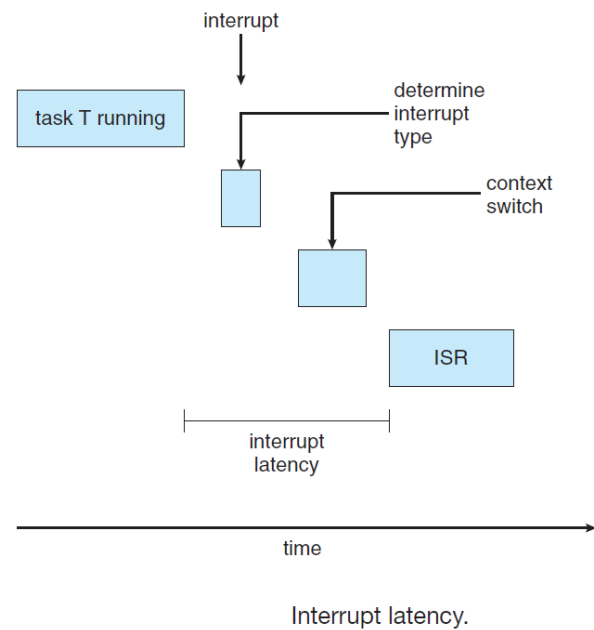 interrupt
task T running
determine
interrupt
type
context
switch
ISR
interrupt
latency
time
Interrupt latency.